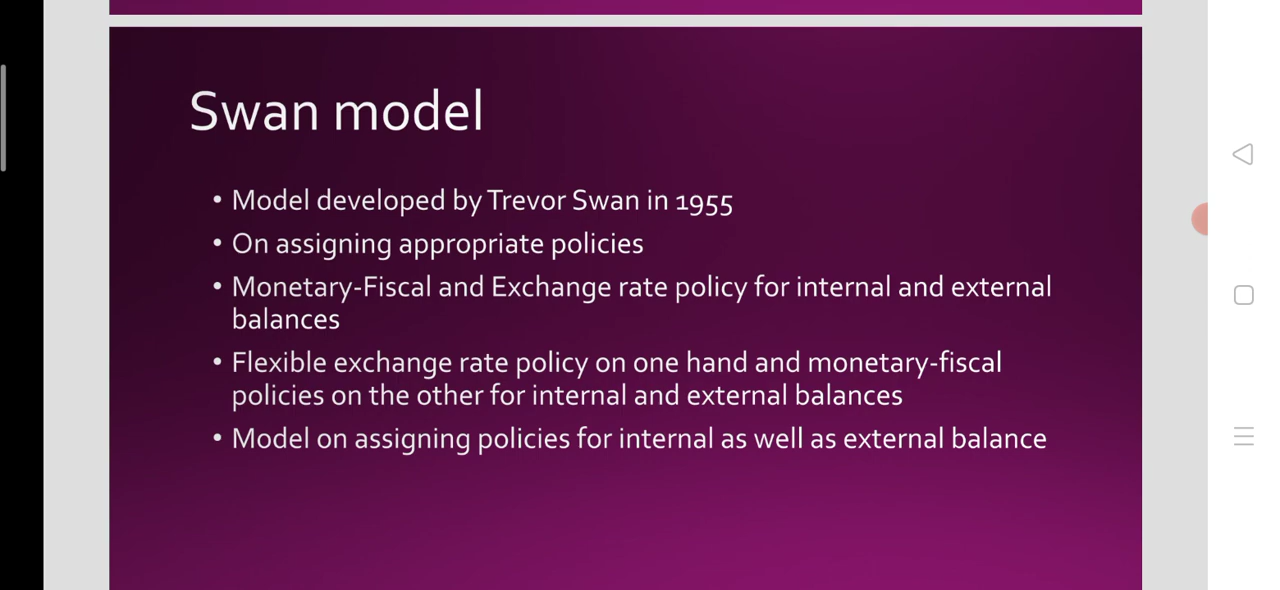 Swan model
• Model developed by Trevor Swan in 1955
• On assigning appropriate policies
• Monetary-Fiscal and Exchange rate policy for internal and external
balances
• Flexible exchange rate policy on one hand and monetary-fiscal
policies on the other for internal and external balances
• Model on assigning policies for internal as well as external balance